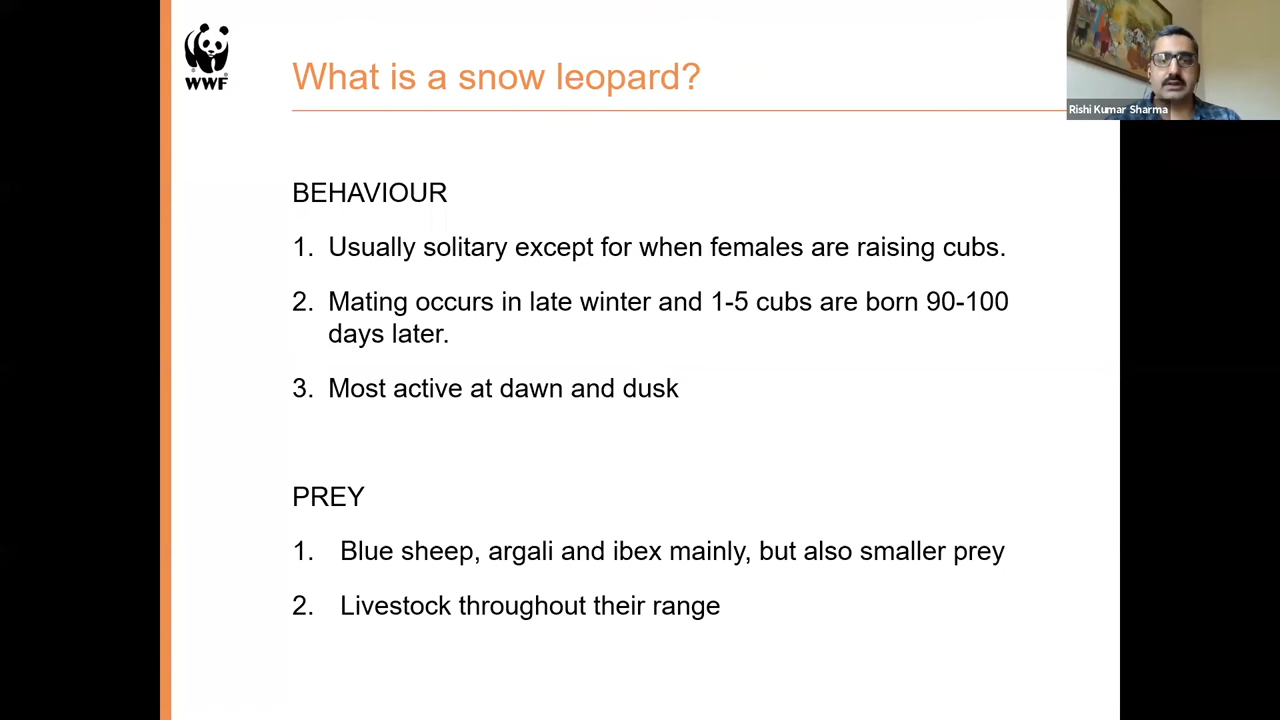 WWF
What is a snow leopard?
Rishi Kumar Sharma
BEHAVIOUR
1. Usually solitary except for when females are raising cubs.
2. Mating occurs in late winter and 1-5 cubs are born 90-100
days later.
3. Most active at dawn and dusk
PREY
1. Blue sheep, argali and ibex mainly, but also smaller prey
2. Livestock throughout their range